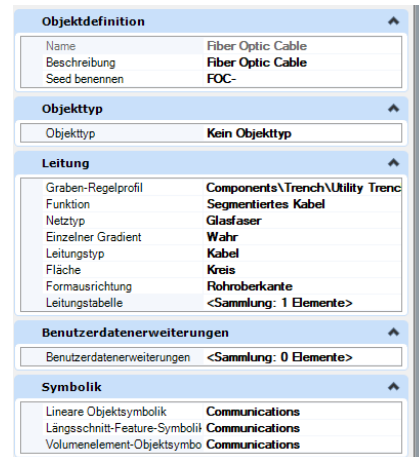 Objektdefinition
Name Fiber Optic Cable
Beschreibung Fiber Optic Cable
Seed benennen FOC-
Objekttyp
Objekttyp Kein Objekttyp
Leitung
Graben-Regelprofil Components\Trench\Utility Trenc
Funktion Segmentiertes Kabel
Netztyp Glasfaser
Einzelner Gradient Wahr
Leitungstyp Kabel
Fläche Kreis
Formausrichtung Rohroberkante
Leitungstabelle <Sammlung: 1 Elemente>
Benutzerdatenerweiterungen
Benutzerdatenerweiterungen <Sammlung: 0 Elemente>
Symbolik
Lineare Objektsymbolik Communications
Längsschnitt-Feature-Symbolik Communications
Volumenelement-Objektsymbo Communications